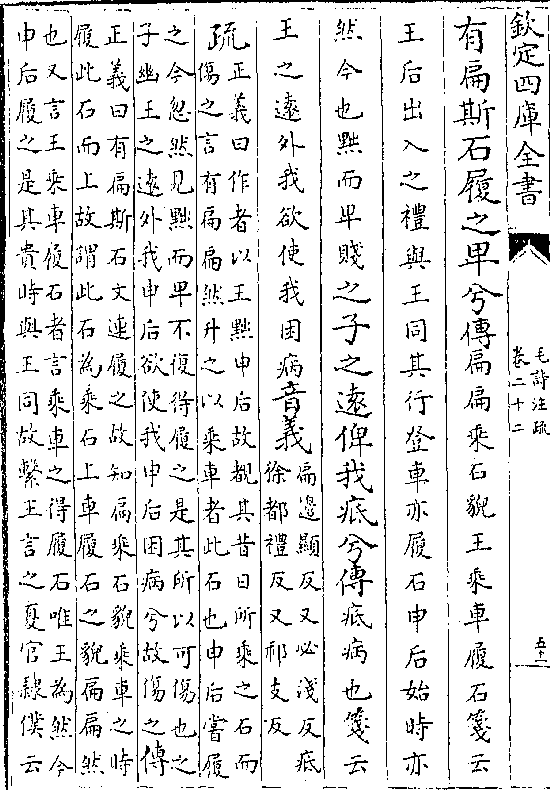 欽定四庫全書
毛詩注疏
卷二十二
有扁斯石履之卑兮傳扁扁乘石貌王乘車履石箋云
王后出入之禮與王同其行登車亦履石申后始時亦
然今也黜而卑賤之子之遠俾我疷兮傳疷病也箋云
王之遠外我欲使我困病音義
扁邊顯反又必淺反疷
徐都禮反又祁支反
疏
正義曰作者以王黜申后故覩其昔日所乘之石而
傷之言有扁扁然升之以乘車者此石也申后嘗履
之今忽然見黜而卑不復得履之是其所以可傷也之
子幽王之遠外我申后欲使我申后困病兮故傷之傳
正義曰有扁斯石文連履之故知扁乘石貌乘車之時
履此石而上故謂此石為乘石上車履石之貌扁扁然
也又言王乘車履石者言乘車之得履石唯王為然今
申后履之是其貴時與王同故繫王言之夏官隸僕云